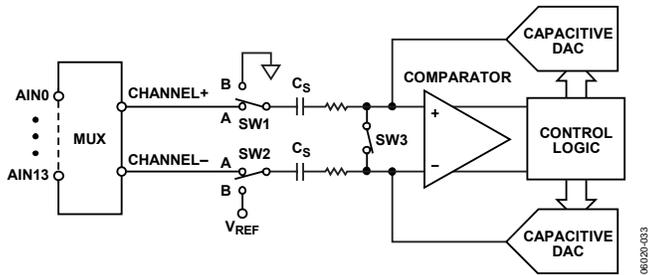 CAPACITIVE
DAC
COMPARATOR
B
AIN0
CHANNEL+
A
SW1
CS
+
MUX
SW3
CONTROL
LOGIC
CHANNEL–
A
SW2
CS
–
AIN13
B
VREF
CAPACITIVE
DAC
06020-033